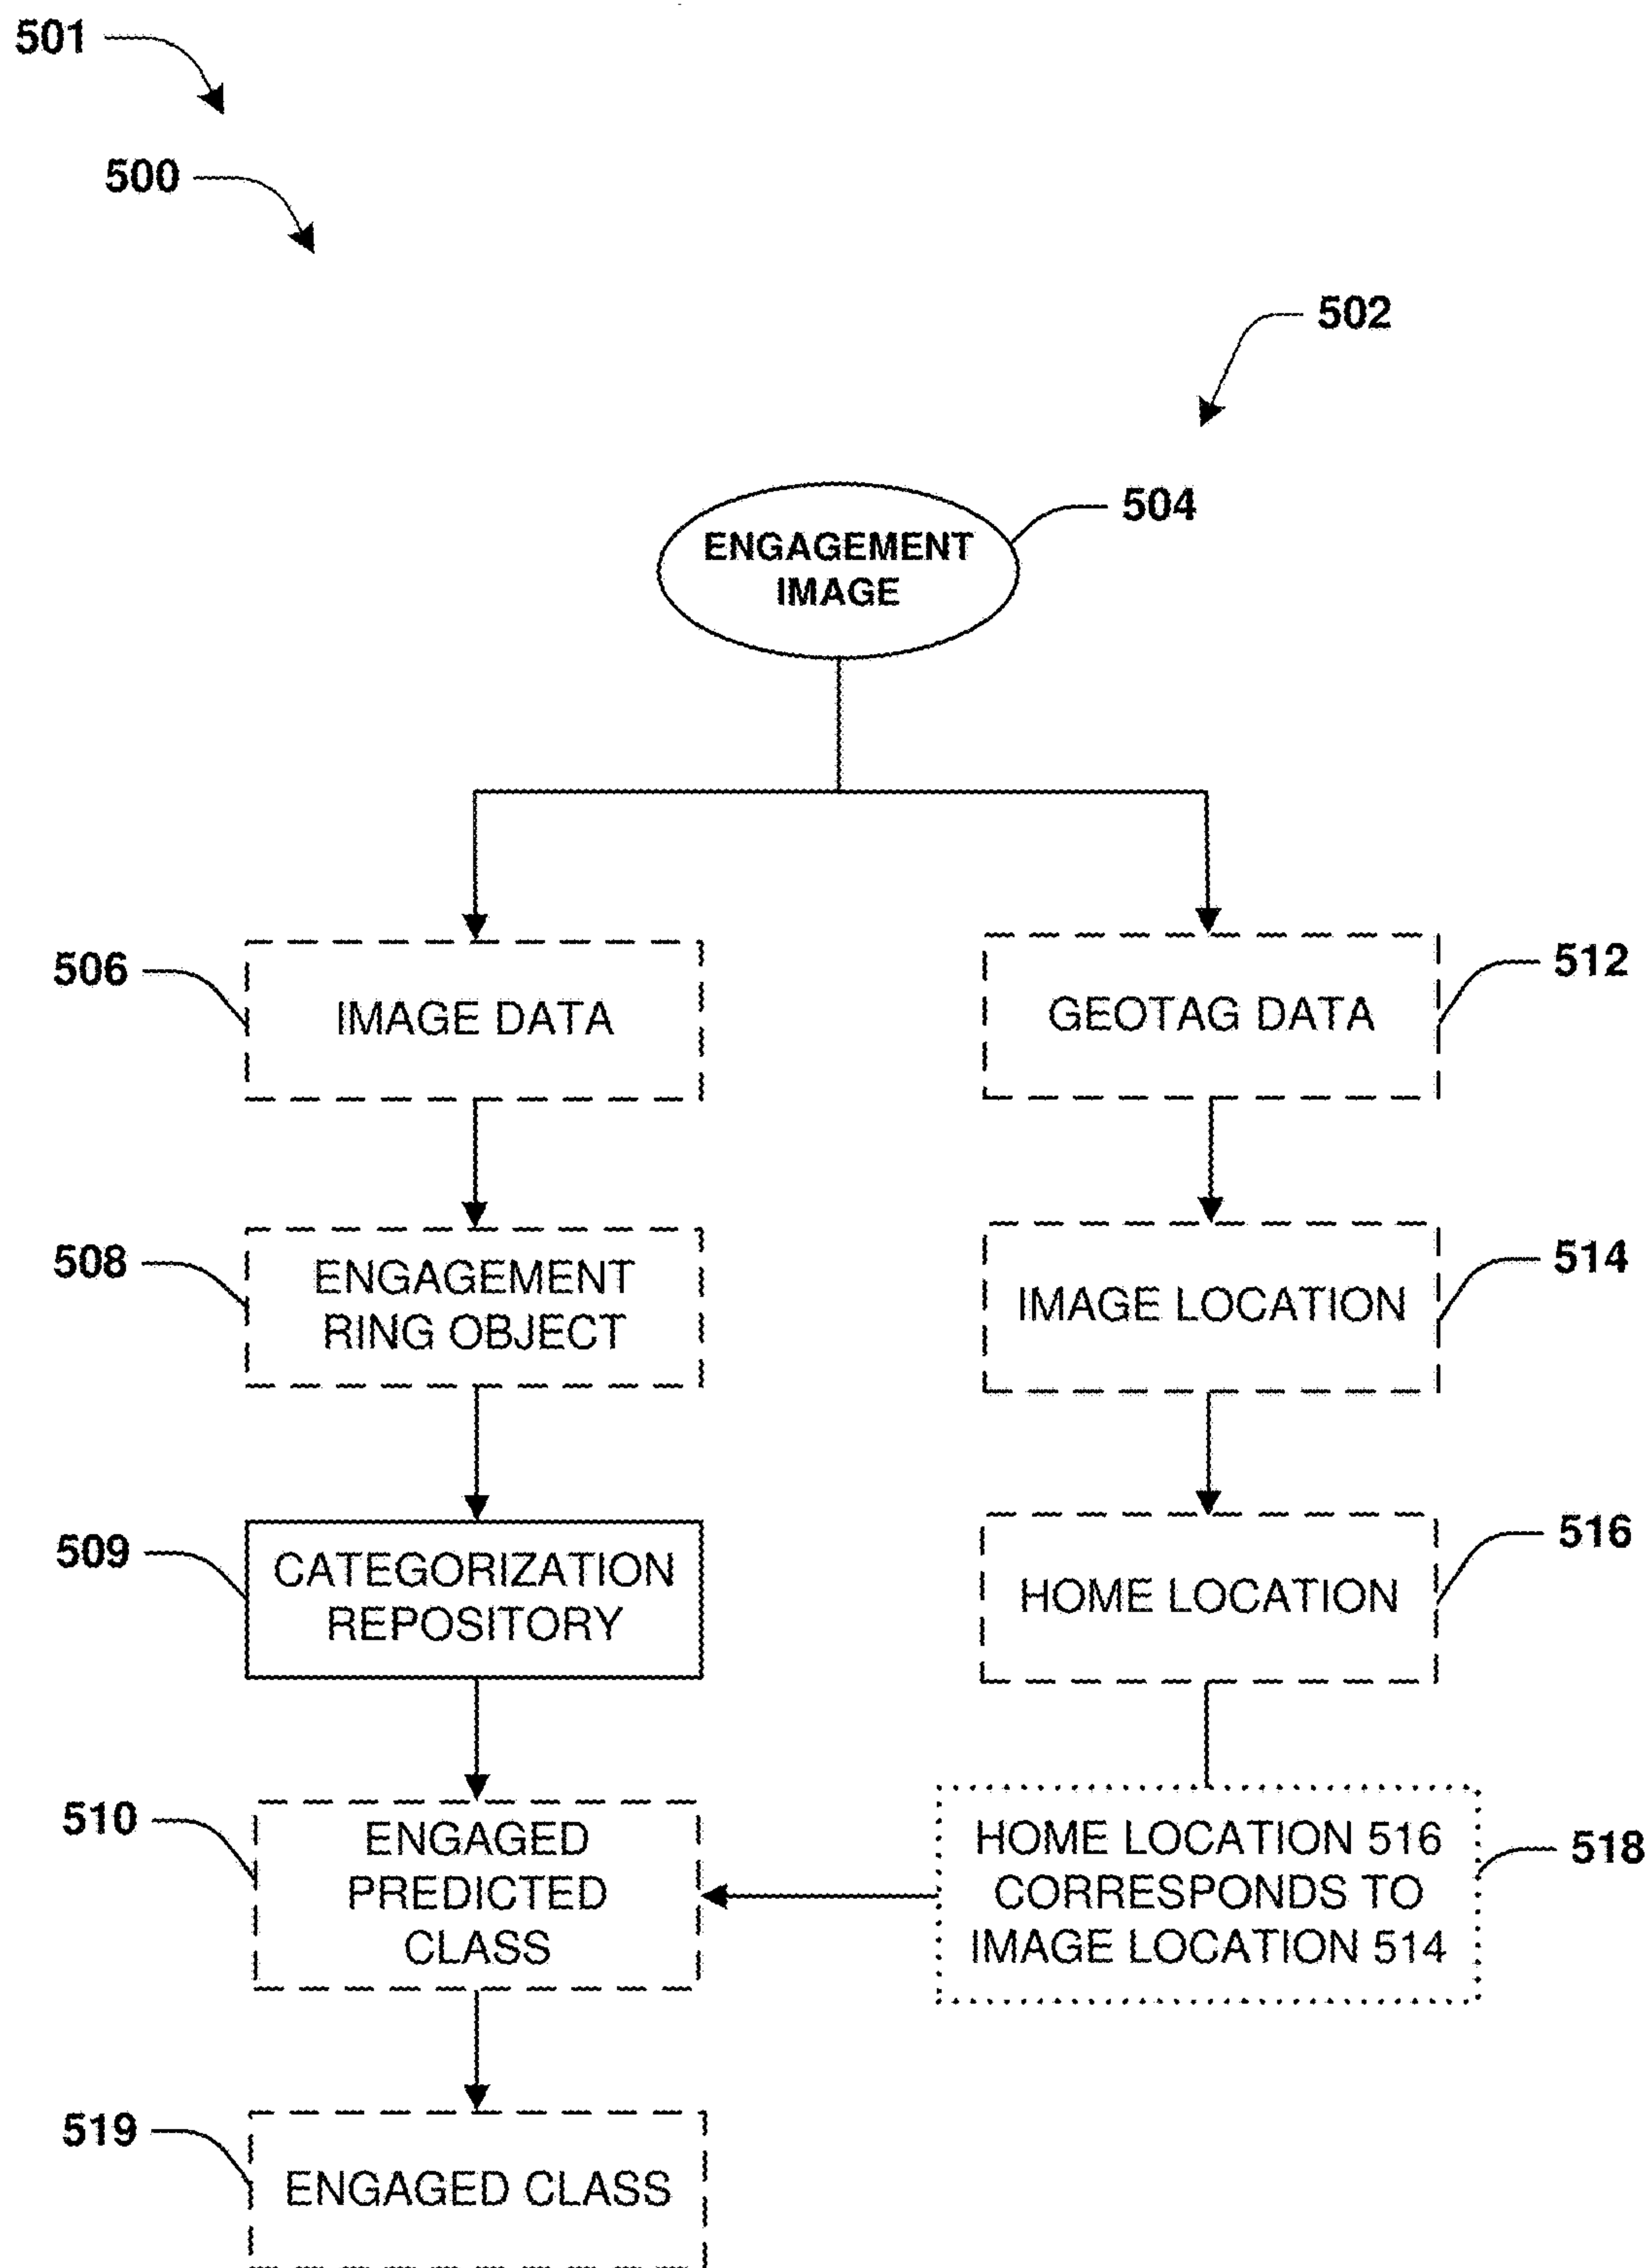 501
500
502
504
ENGAGEMENT
IMAGE
506
IMAGE DATA
GEOTAG DATA
512
508
ENGAGEMENT
RING OBJECT
IMAGE LOCATION
514
509
CATEGORIZATION
REPOSITORY
HOME LOCATION
516
510
ENGAGED
PREDICTED
CLASS
HOME LOCATION 516
CORRESPONDS TO
IMAGE LOCATION 514
518
519
ENGAGED CLASS